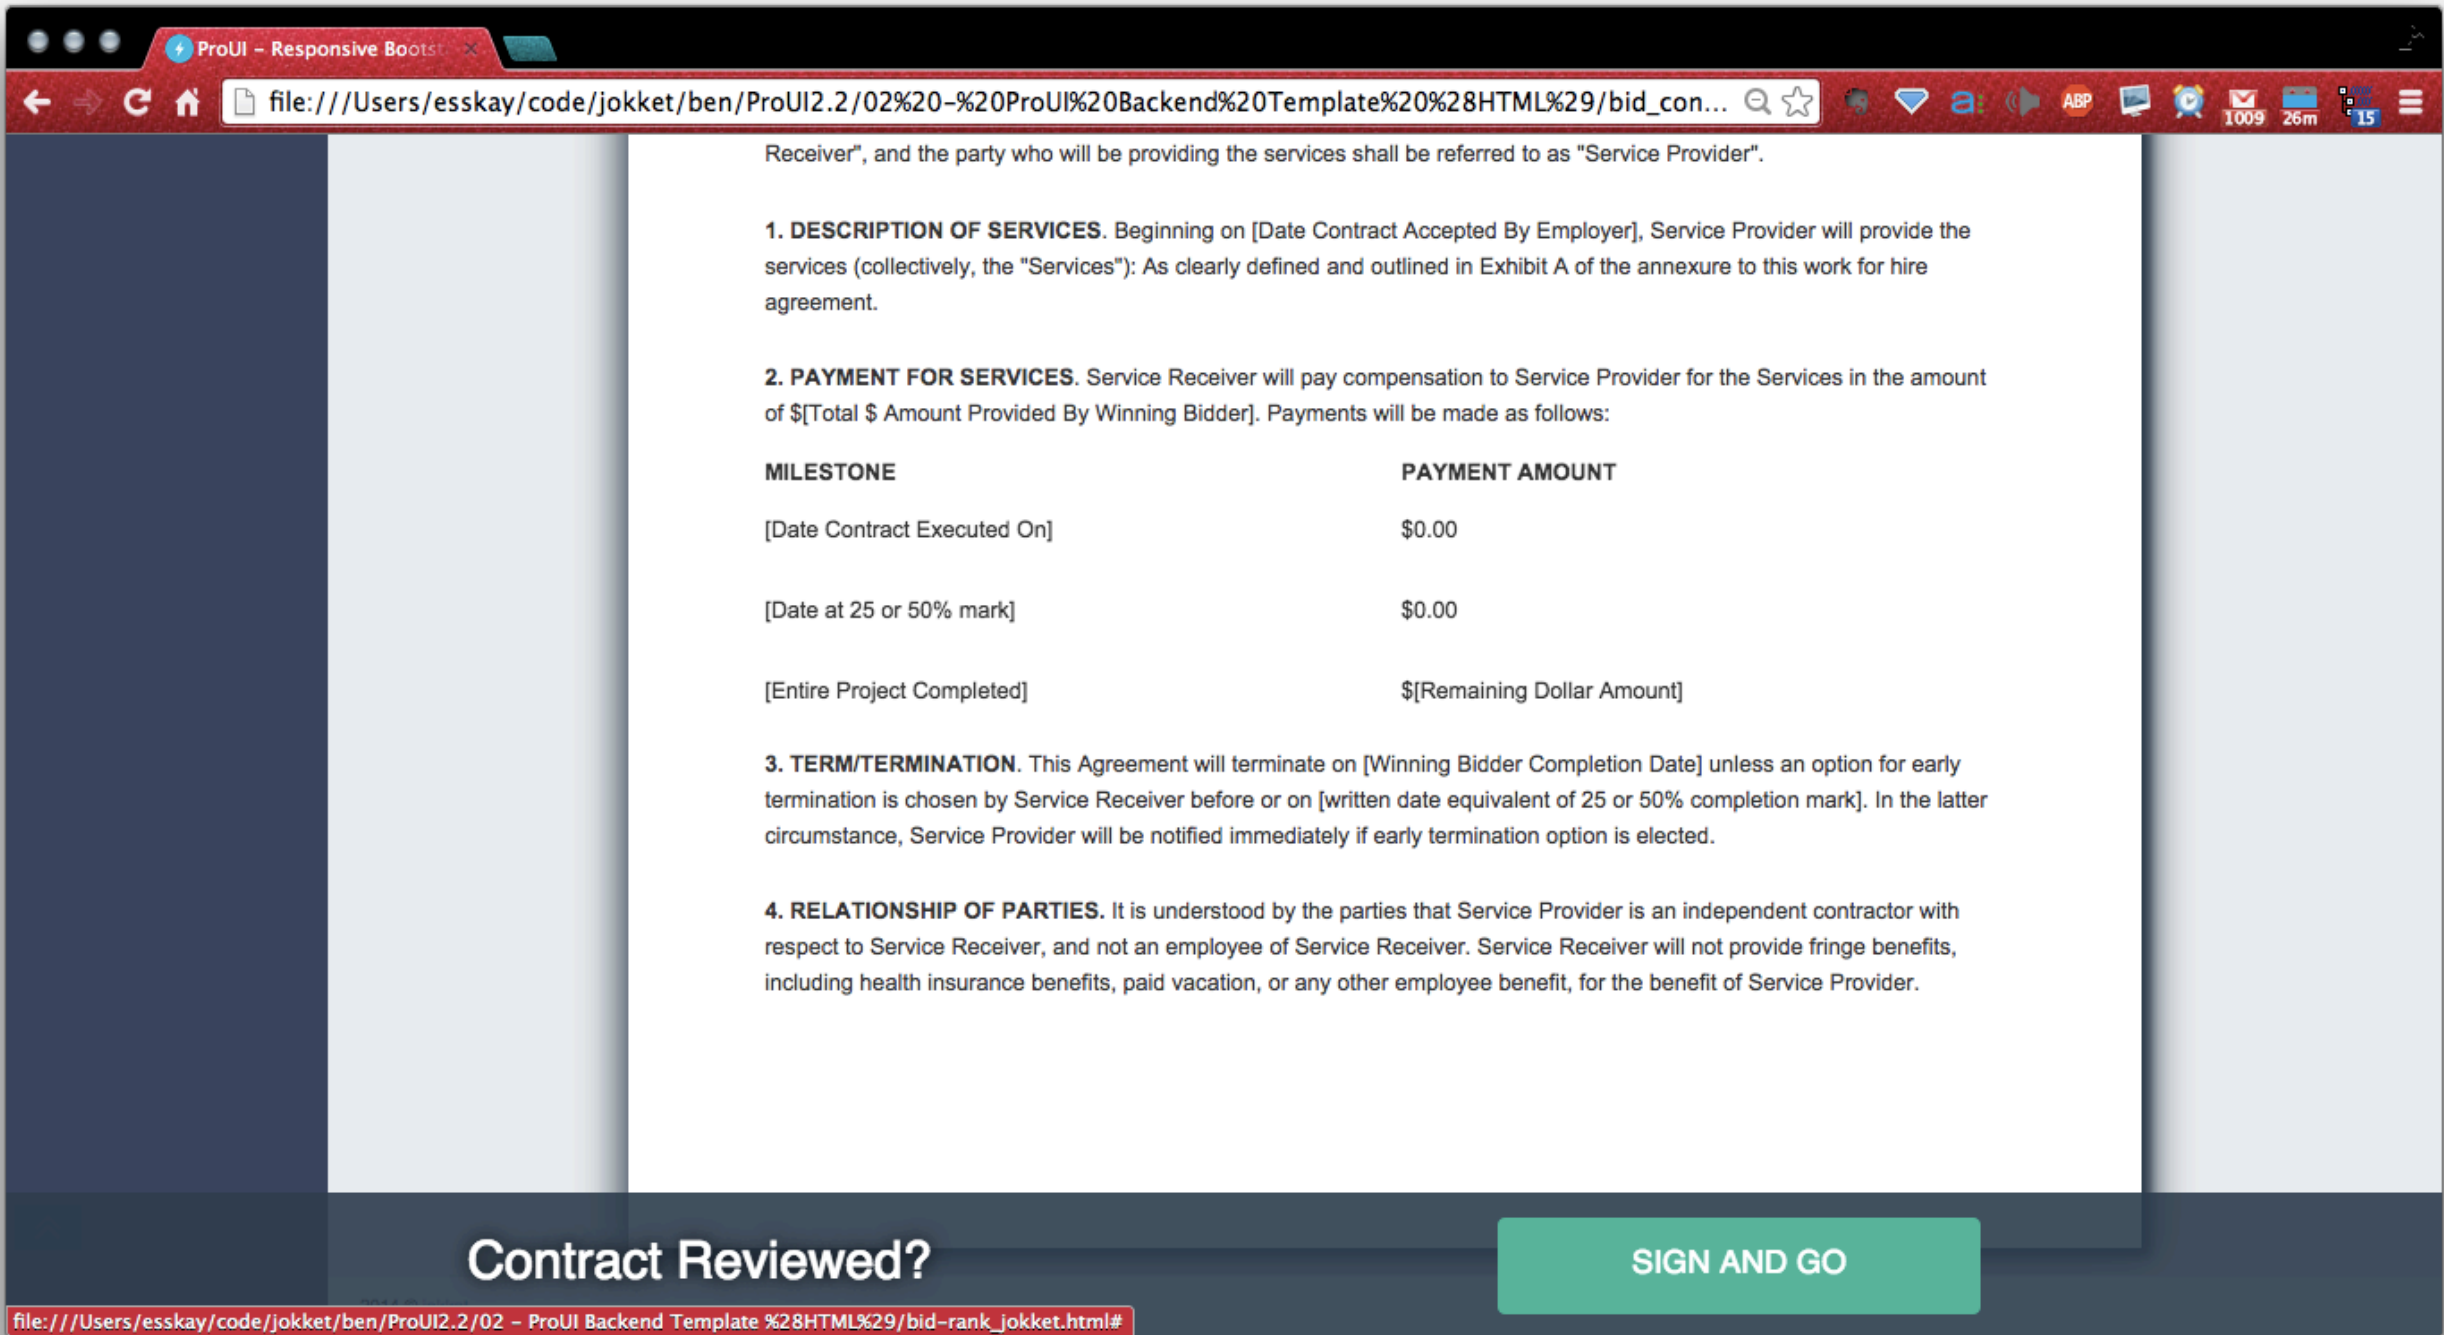 ProUI – Responsive Boots
file:///Users/esskay/code/jokket/ben/ProUI2.2/02%20-%20ProUI%20Backend%20Template%20%28HTML%29/bid_con...
a:
ABP
1009
26m
15
Receiver", and the party who will be providing the services shall be referred to as "Service Provider".
1. DESCRIPTION OF SERVICES. Beginning on [Date Contract Accepted By Employer], Service Provider will provide the
services (collectively, the "Services"): As clearly defined and outlined in Exhibit A of the annexure to this work for hire
agreement.
2. PAYMENT FOR SERVICES. Service Receiver will pay compensation to Service Provider for the Services in the amount
of $[Total $ Amount Provided By Winning Bidder]. Payments will be made as follows:
MILESTONE PAYMENT AMOUNT
[Date Contract Executed On] $0.00
[Date at 25 or 50% mark] $0.00
[Entire Project Completed] $[Remaining Dollar Amount]
3. TERM/TERMINATION. This Agreement will terminate on [Winning Bidder Completion Date] unless an option for early
termination is chosen by Service Receiver before or on [written date equivalent of 25 or 50% completion mark]. In the latter
circumstance, Service Provider will be notified immediately if early termination option is elected.
4. RELATIONSHIP OF PARTIES. It is understood by the parties that Service Provider is an independent contractor with
respect to Service Receiver, and not an employee of Service Receiver. Service Receiver will not provide fringe benefits,
including health insurance benefits, paid vacation, or any other employee benefit, for the benefit of Service Provider.
Contract Reviewed?
SIGN AND GO
file:///Users/esskay/code/jokket/ben/ProUI2.2/02 – ProUI Backend Template %28HTML%29/bid-rank_jokket.html#